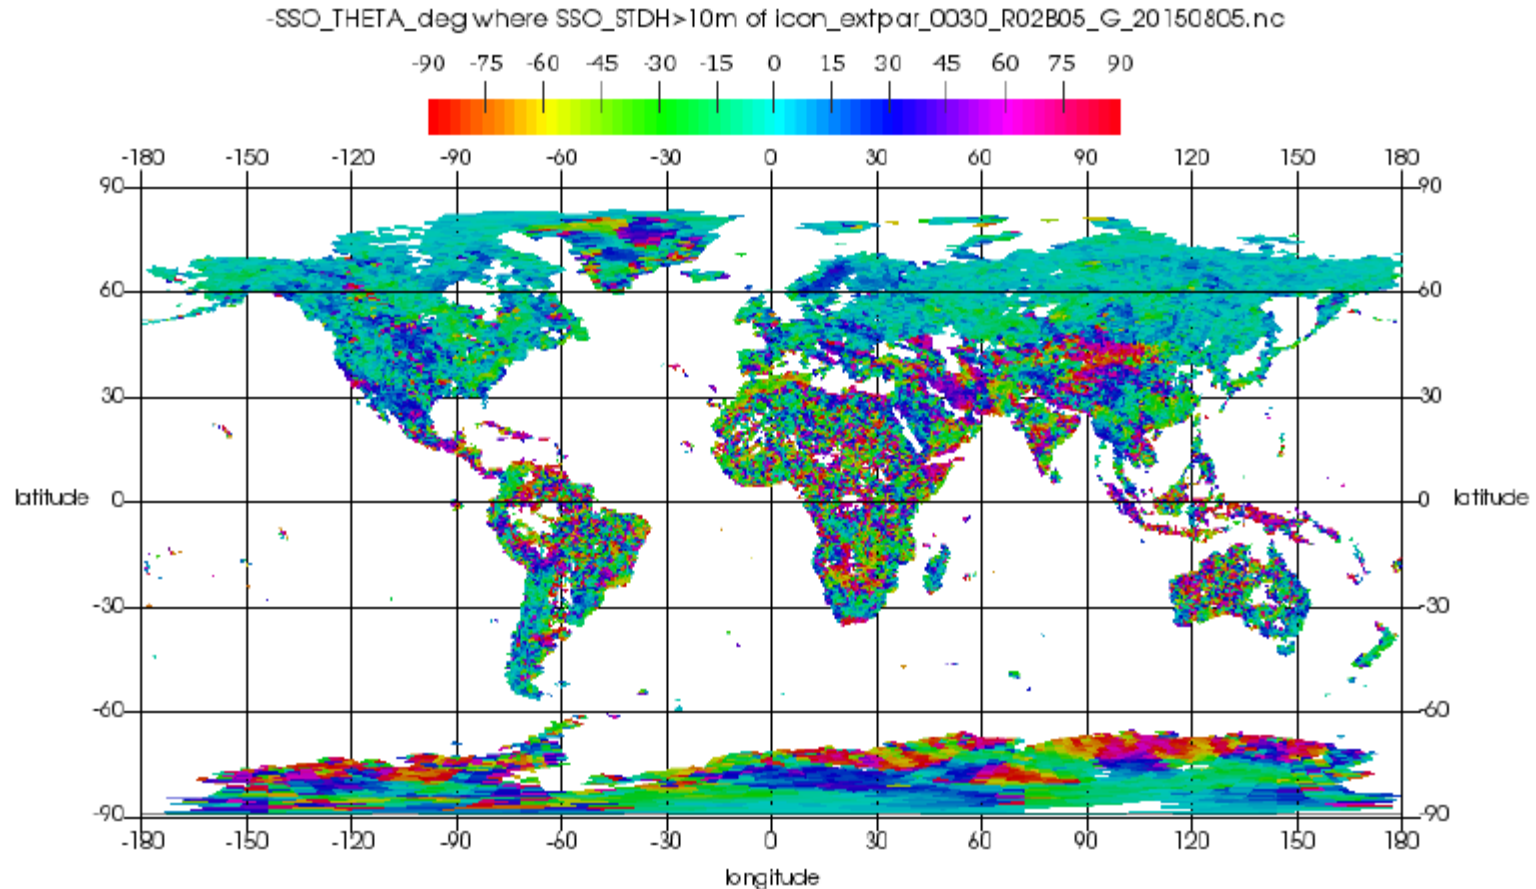 -SSO_THETA_deg where SSO_STDH>10m of icon_extpar_0030_R02B05_G_20150805.nc
-90 -75 -60 -45 -30 -15 0 15 30 45 60 75 90
-180 -150 -120 -90 -60 -30 0 30 60 90 120 150 180
90 90
60 60
30 30
latitude 0 0 latitude
-30 -30
-60 -60
-90 -90
-180 -150 -120 -90 -60 -30 0 30 60 90 120 150 180
longitude